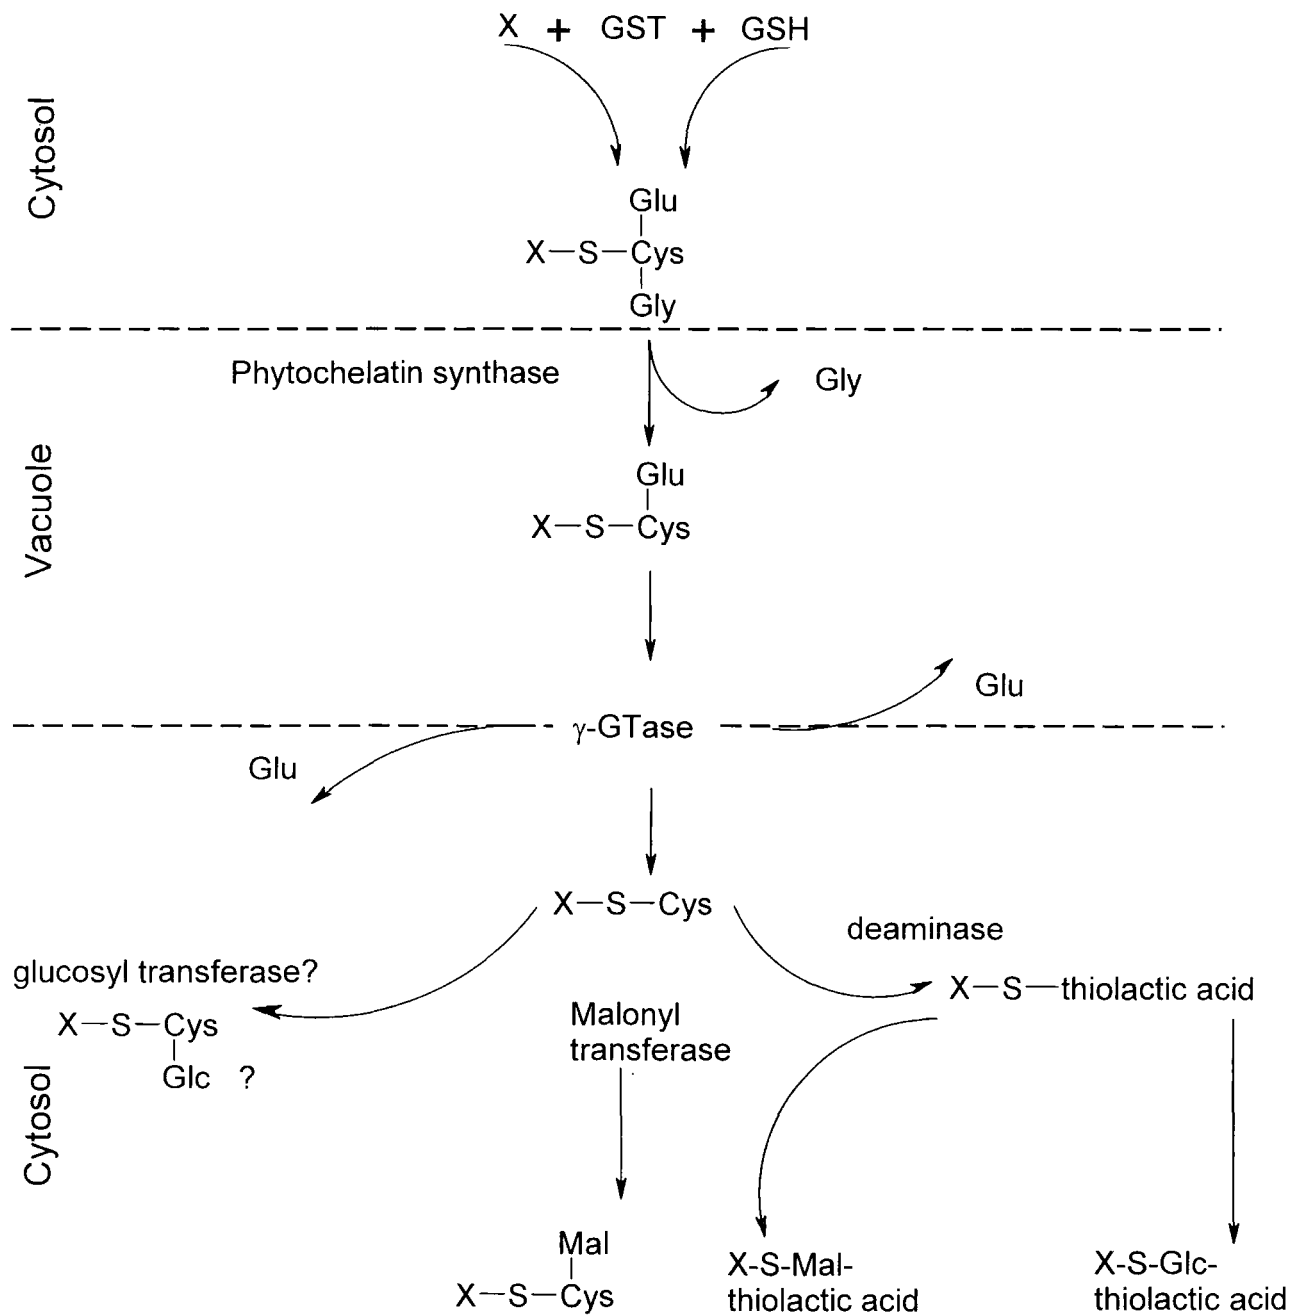 X + GST + GSH
Cytosol
Glu
X—S—Cys
Gly
Phytochelatin synthase
Gly
Vacuole
Glu
X—S—Cys
Glu
γ-GTase
Glu
X—S—Cys
deaminase
glucosyl transferase?
X—S—thiolactic acid
X—S—Cys
Glc ?
Malonyl
transferase
Cytosol
Mal
X—S—Cys
X-S-Mal-
thiolactic acid
X-S-Glc-
thiolactic acid